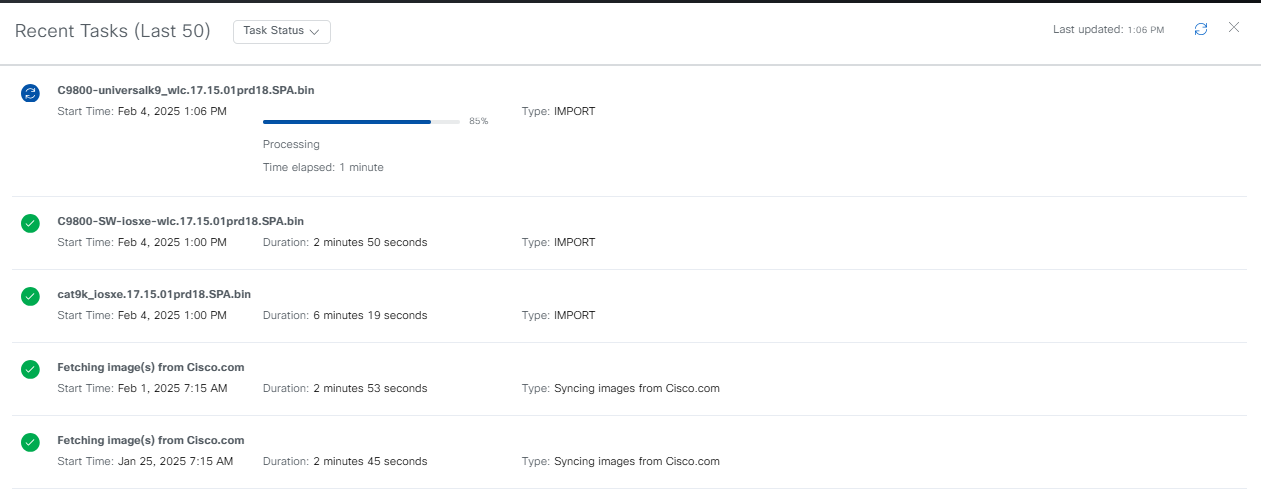 Recent Tasks (Last 50) Task Status Last updated: 1:06 PM
C9800-universalk9_wlc.17.15.01prd18.SPA.bin
Start Time: Feb 4, 2025 1:06 PM Type: IMPORT
85%
Processing
Time elapsed: 1 minute
C9800-SW-iosxe-wlc.17.15.01prd18.SPA.bin
Start Time: Feb 4, 2025 1:00 PM Duration: 2 minutes 50 seconds Type: IMPORT
cat9k_iosxe.17.15.01prd18.SPA.bin
Start Time: Feb 4, 2025 1:00 PM Duration: 6 minutes 19 seconds Type: IMPORT
Fetching image(s) from Cisco.com
Start Time: Feb 1, 2025 7:15 AM Duration: 2 minutes 53 seconds Type: Syncing images from Cisco.com
Fetching image(s) from Cisco.com
Start Time: Jan 25, 2025 7:15 AM Duration: 2 minutes 45 seconds Type: Syncing images from Cisco.com